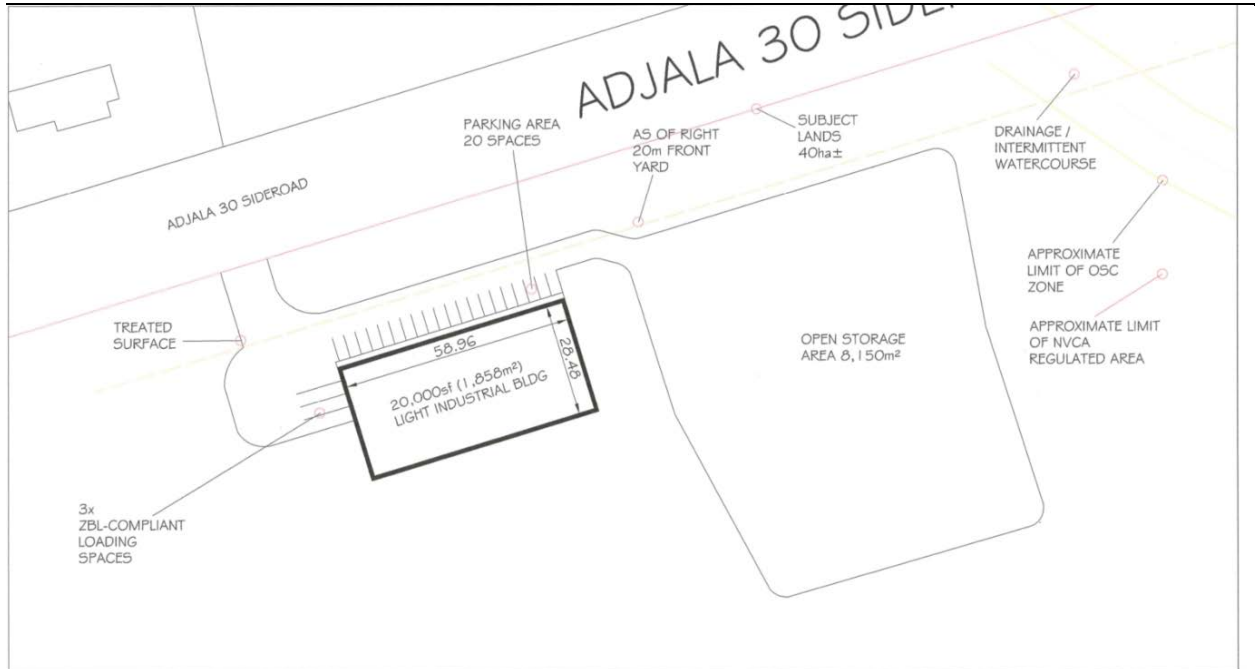 ADJALA 30 SIDER
ADJALA 30 SIDEROAD
PARKING AREA
20 SPACES
AS OF RIGHT
20m FRONT
YARD
SUBJECT
LANDS
40ha±
DRAINAGE /
INTERMITTENT
WATERCOURSE
APPROXIMATE
LIMIT OF OSC
ZONE
APPROXIMATE LIMIT
OF NVCA
REGULATED AREA
TREATED
SURFACE
58.96
28.48
20,000sf (1,858m²)
LIGHT INDUSTRIAL BLDG
OPEN STORAGE
AREA 8,150m²
3x
ZBL-COMPLIANT
LOADING
SPACES